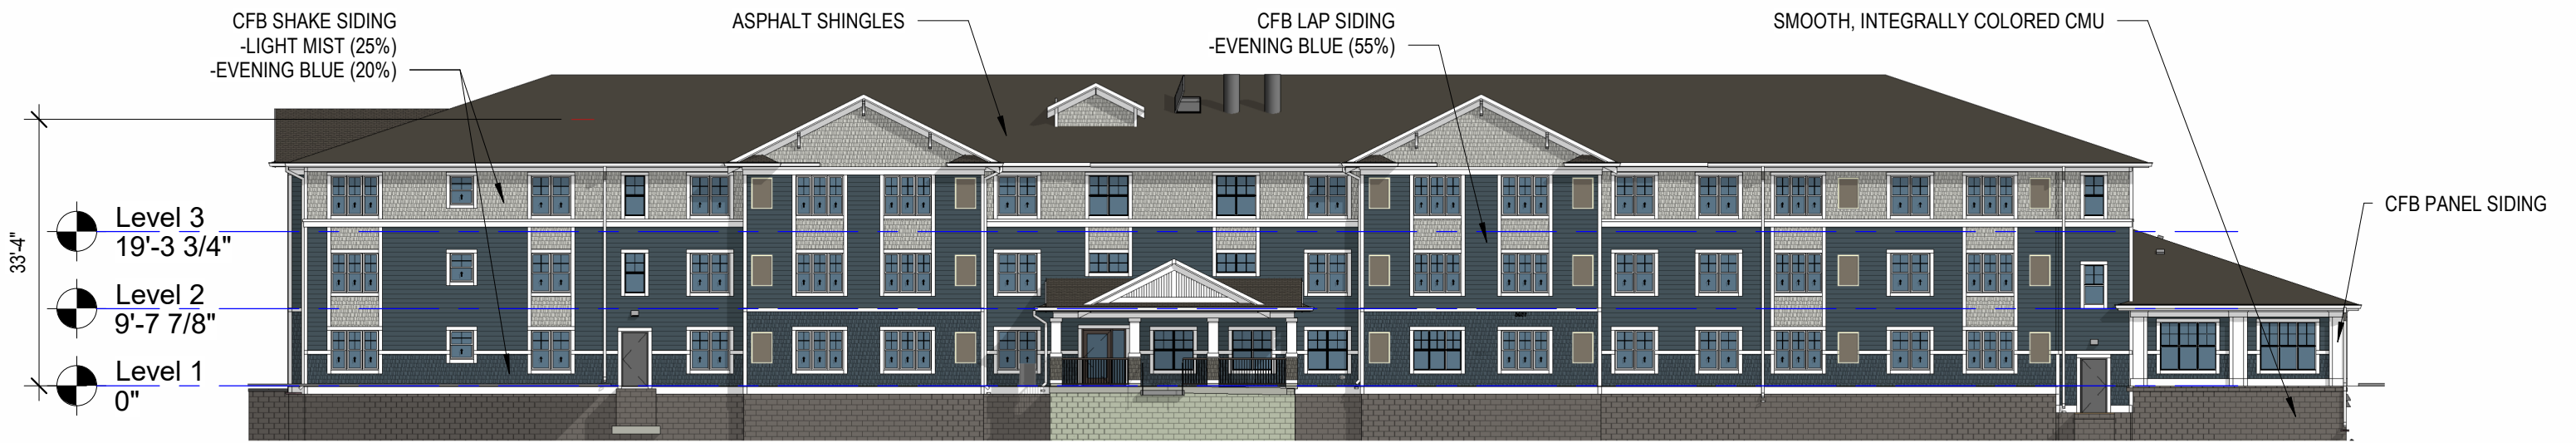 CFB SHAKE SIDING
-LIGHT MIST (25%)
-EVENING BLUE (20%)
ASPHALT SHINGLES
CFB LAP SIDING
-EVENING BLUE (55%)
SMOOTH, INTEGRALLY COLORED CMU
CFB PANEL SIDING
33'-4"
Level 3
19'-3 3/4"
Level 2
9'-7 7/8"
Level 1
0"